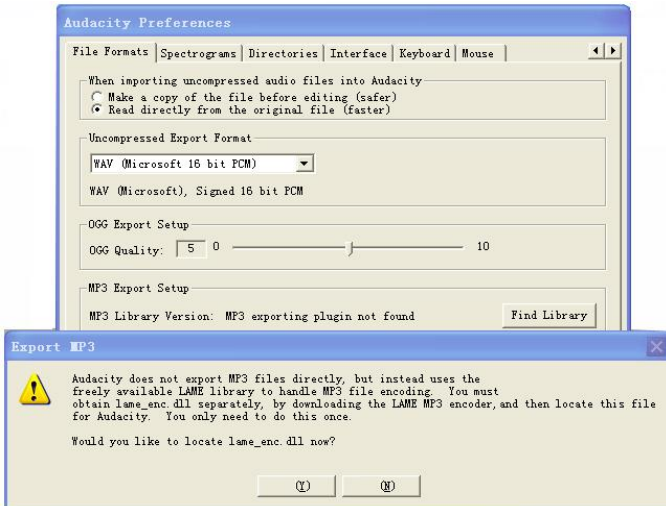 Audacity Preferences
File Formats Spectrograms Directories Interface Keyboard Mouse
When importing uncompressed audio files into Audacity
Make a copy of the file before editing (safer)
Read directly from the original file (faster)
Uncompressed Export Format
WAV (Microsoft 16 bit PCM)
WAV (Microsoft), Signed 16 bit PCM
OGG Export Setup
OGG Quality: 5 0 10
MP3 Export Setup
MP3 Library Version: MP3 exporting plugin not found Find Library
Export MP3
Audacity does not export MP3 files directly, but instead uses the
freely available LAME library to handle MP3 file encoding. You must
obtain lame_enc.dll separately, by downloading the LAME MP3 encoder, and then locate this file
for Audacity. You only need to do this once.
Would you like to locate lame_enc.dll now?
(Y) (N)